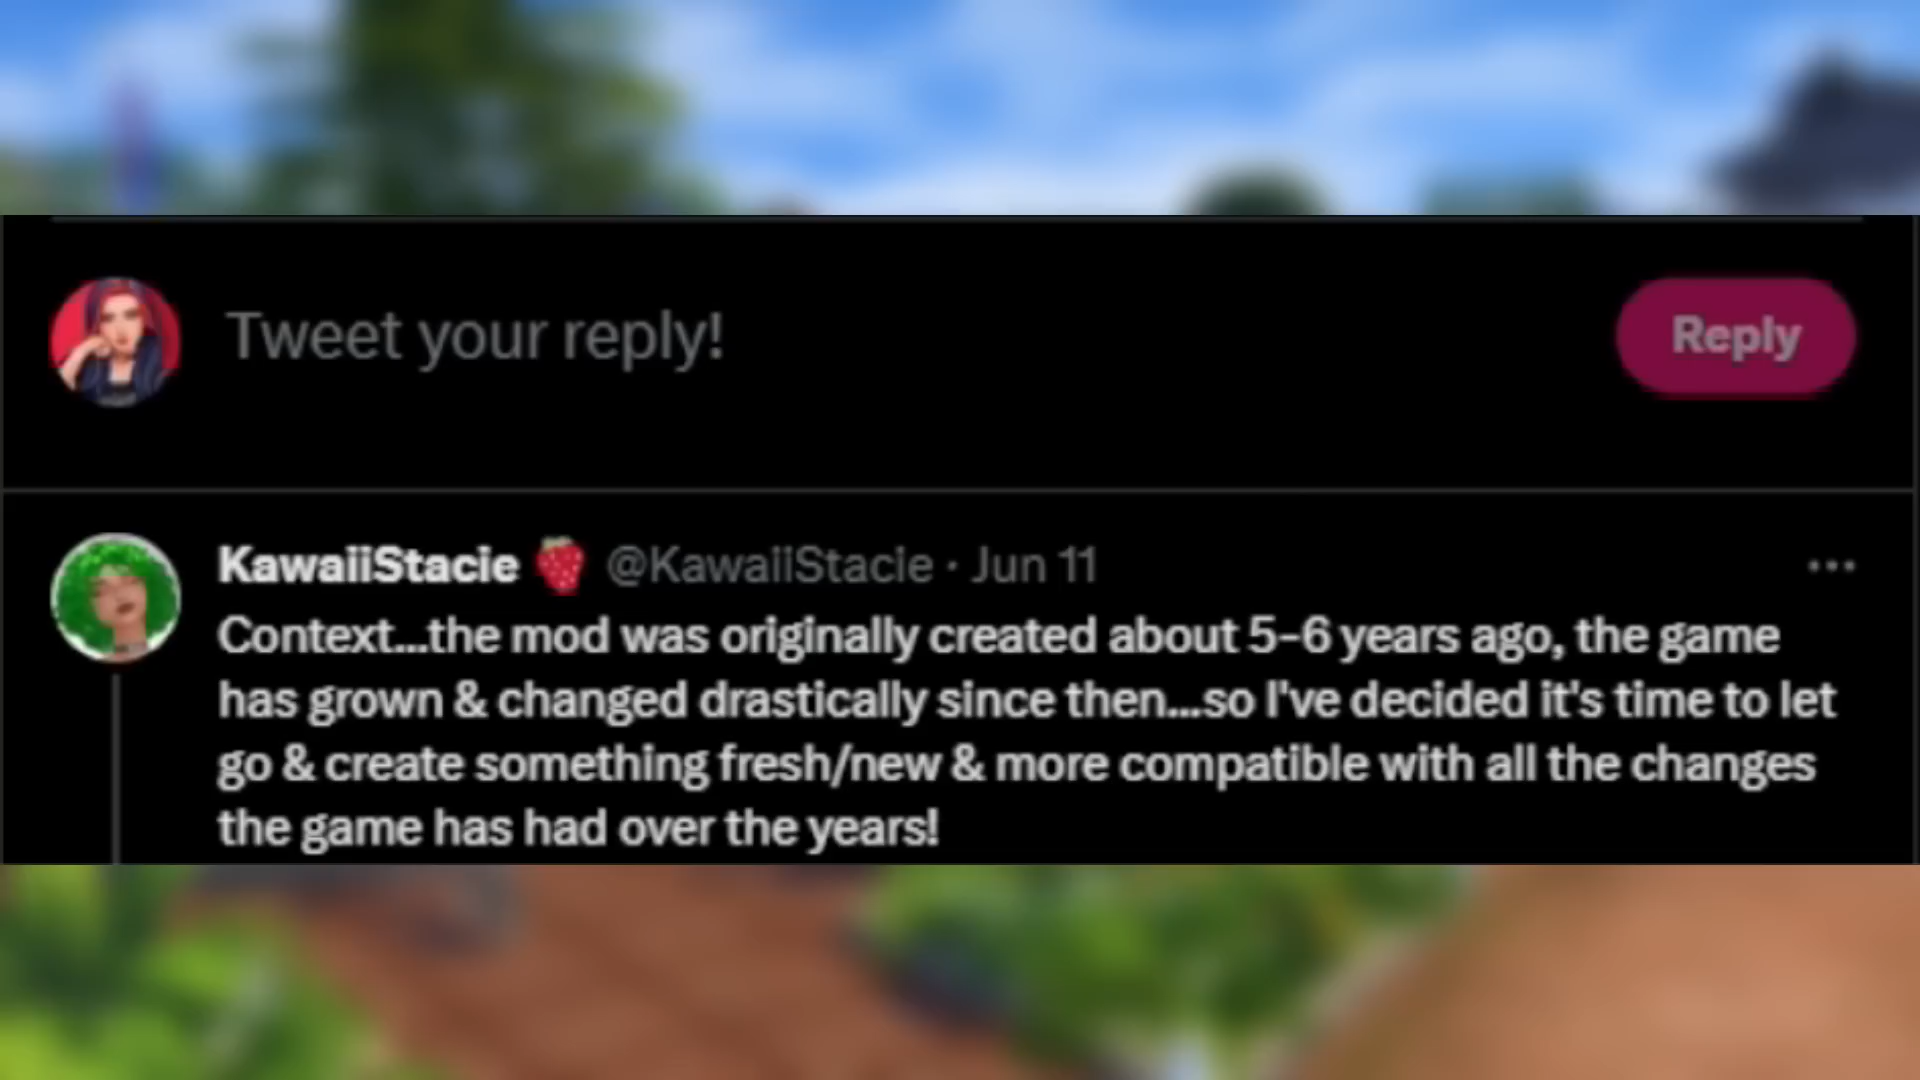 Tweet your reply!
Reply
KawaiiStacie 🍓 @KawaiiStacie · Jun 11
Context...the mod was originally created about 5-6 years ago, the game
has grown & changed drastically since then...so I've decided it's time to let
go & create something fresh/new & more compatible with all the changes
the game has had over the years!